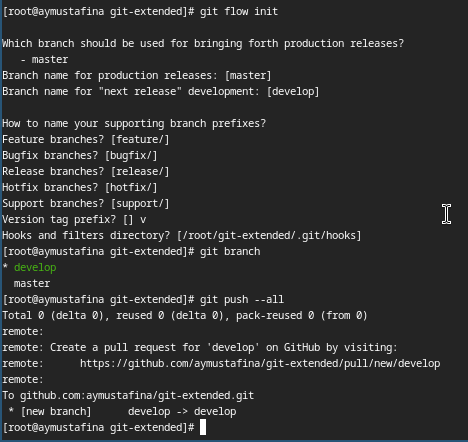 [root@aymustafina git-extended]# git flow init

Which branch should be used for bringing forth production releases?
   - master
Branch name for production releases: [master]
Branch name for "next release" development: [develop]

How to name your supporting branch prefixes?
Feature branches? [feature/]
Bugfix branches? [bugfix/]
Release branches? [release/]
Hotfix branches? [hotfix/]
Support branches? [support/]
Version tag prefix? [] v
Hooks and filters directory? [/root/git-extended/.git/hooks]
[root@aymustafina git-extended]# git branch
* develop
  master
[root@aymustafina git-extended]# git push --all
Total 0 (delta 0), reused 0 (delta 0), pack-reused 0 (from 0)
remote:
remote: Create a pull request for 'develop' on GitHub by visiting:
remote:      https://github.com/aymustafina/git-extended/pull/new/develop
remote:
To github.com:aymustafina/git-extended.git
 * [new branch]      develop -> develop
[root@aymustafina git-extended]#